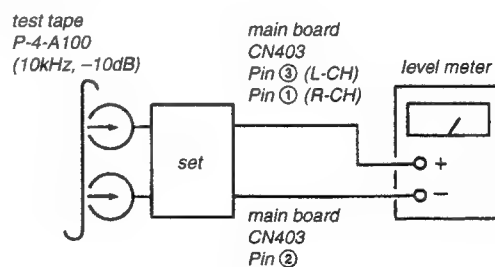 test tape
P-4-A100
(10kHz, –10dB)
main board
CN403
Pin ③ (L-CH)
Pin ① (R-CH)
level meter
set
+
–
main board
CN403
Pin ②